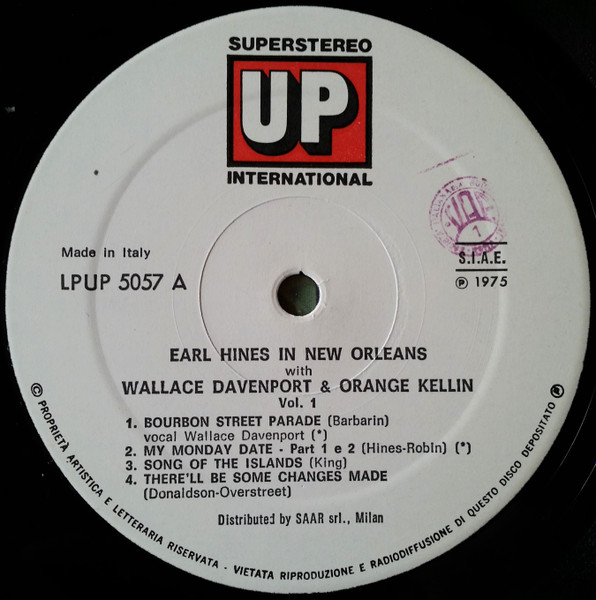 SUPERSTEREO
UP
INTERNATIONAL
Made in Italy
LPUP 5057 A
S.I.A.E.
℗ 1975
EARL HINES IN NEW ORLEANS
with
WALLACE DAVENPORT & ORANGE KELLIN
Vol. 1
1. BOURBON STREET PARADE (Barbarin)
vocal Wallace Davenport (*)
2. MY MONDAY DATE - Part 1 e 2 (Hines-Robin) (*)
3. SONG OF THE ISLANDS (King)
4. THERE'LL BE SOME CHANGES MADE
(Donaldson-Overstreet)
Distributed by SAAR srl., Milan
© PROPRIETÀ ARTISTICA E LETTERARIA RISERVATA - VIETATA RIPRODUZIONE E RADIODIFFUSIONE DI QUESTO DISCO DEPOSITATO ℗